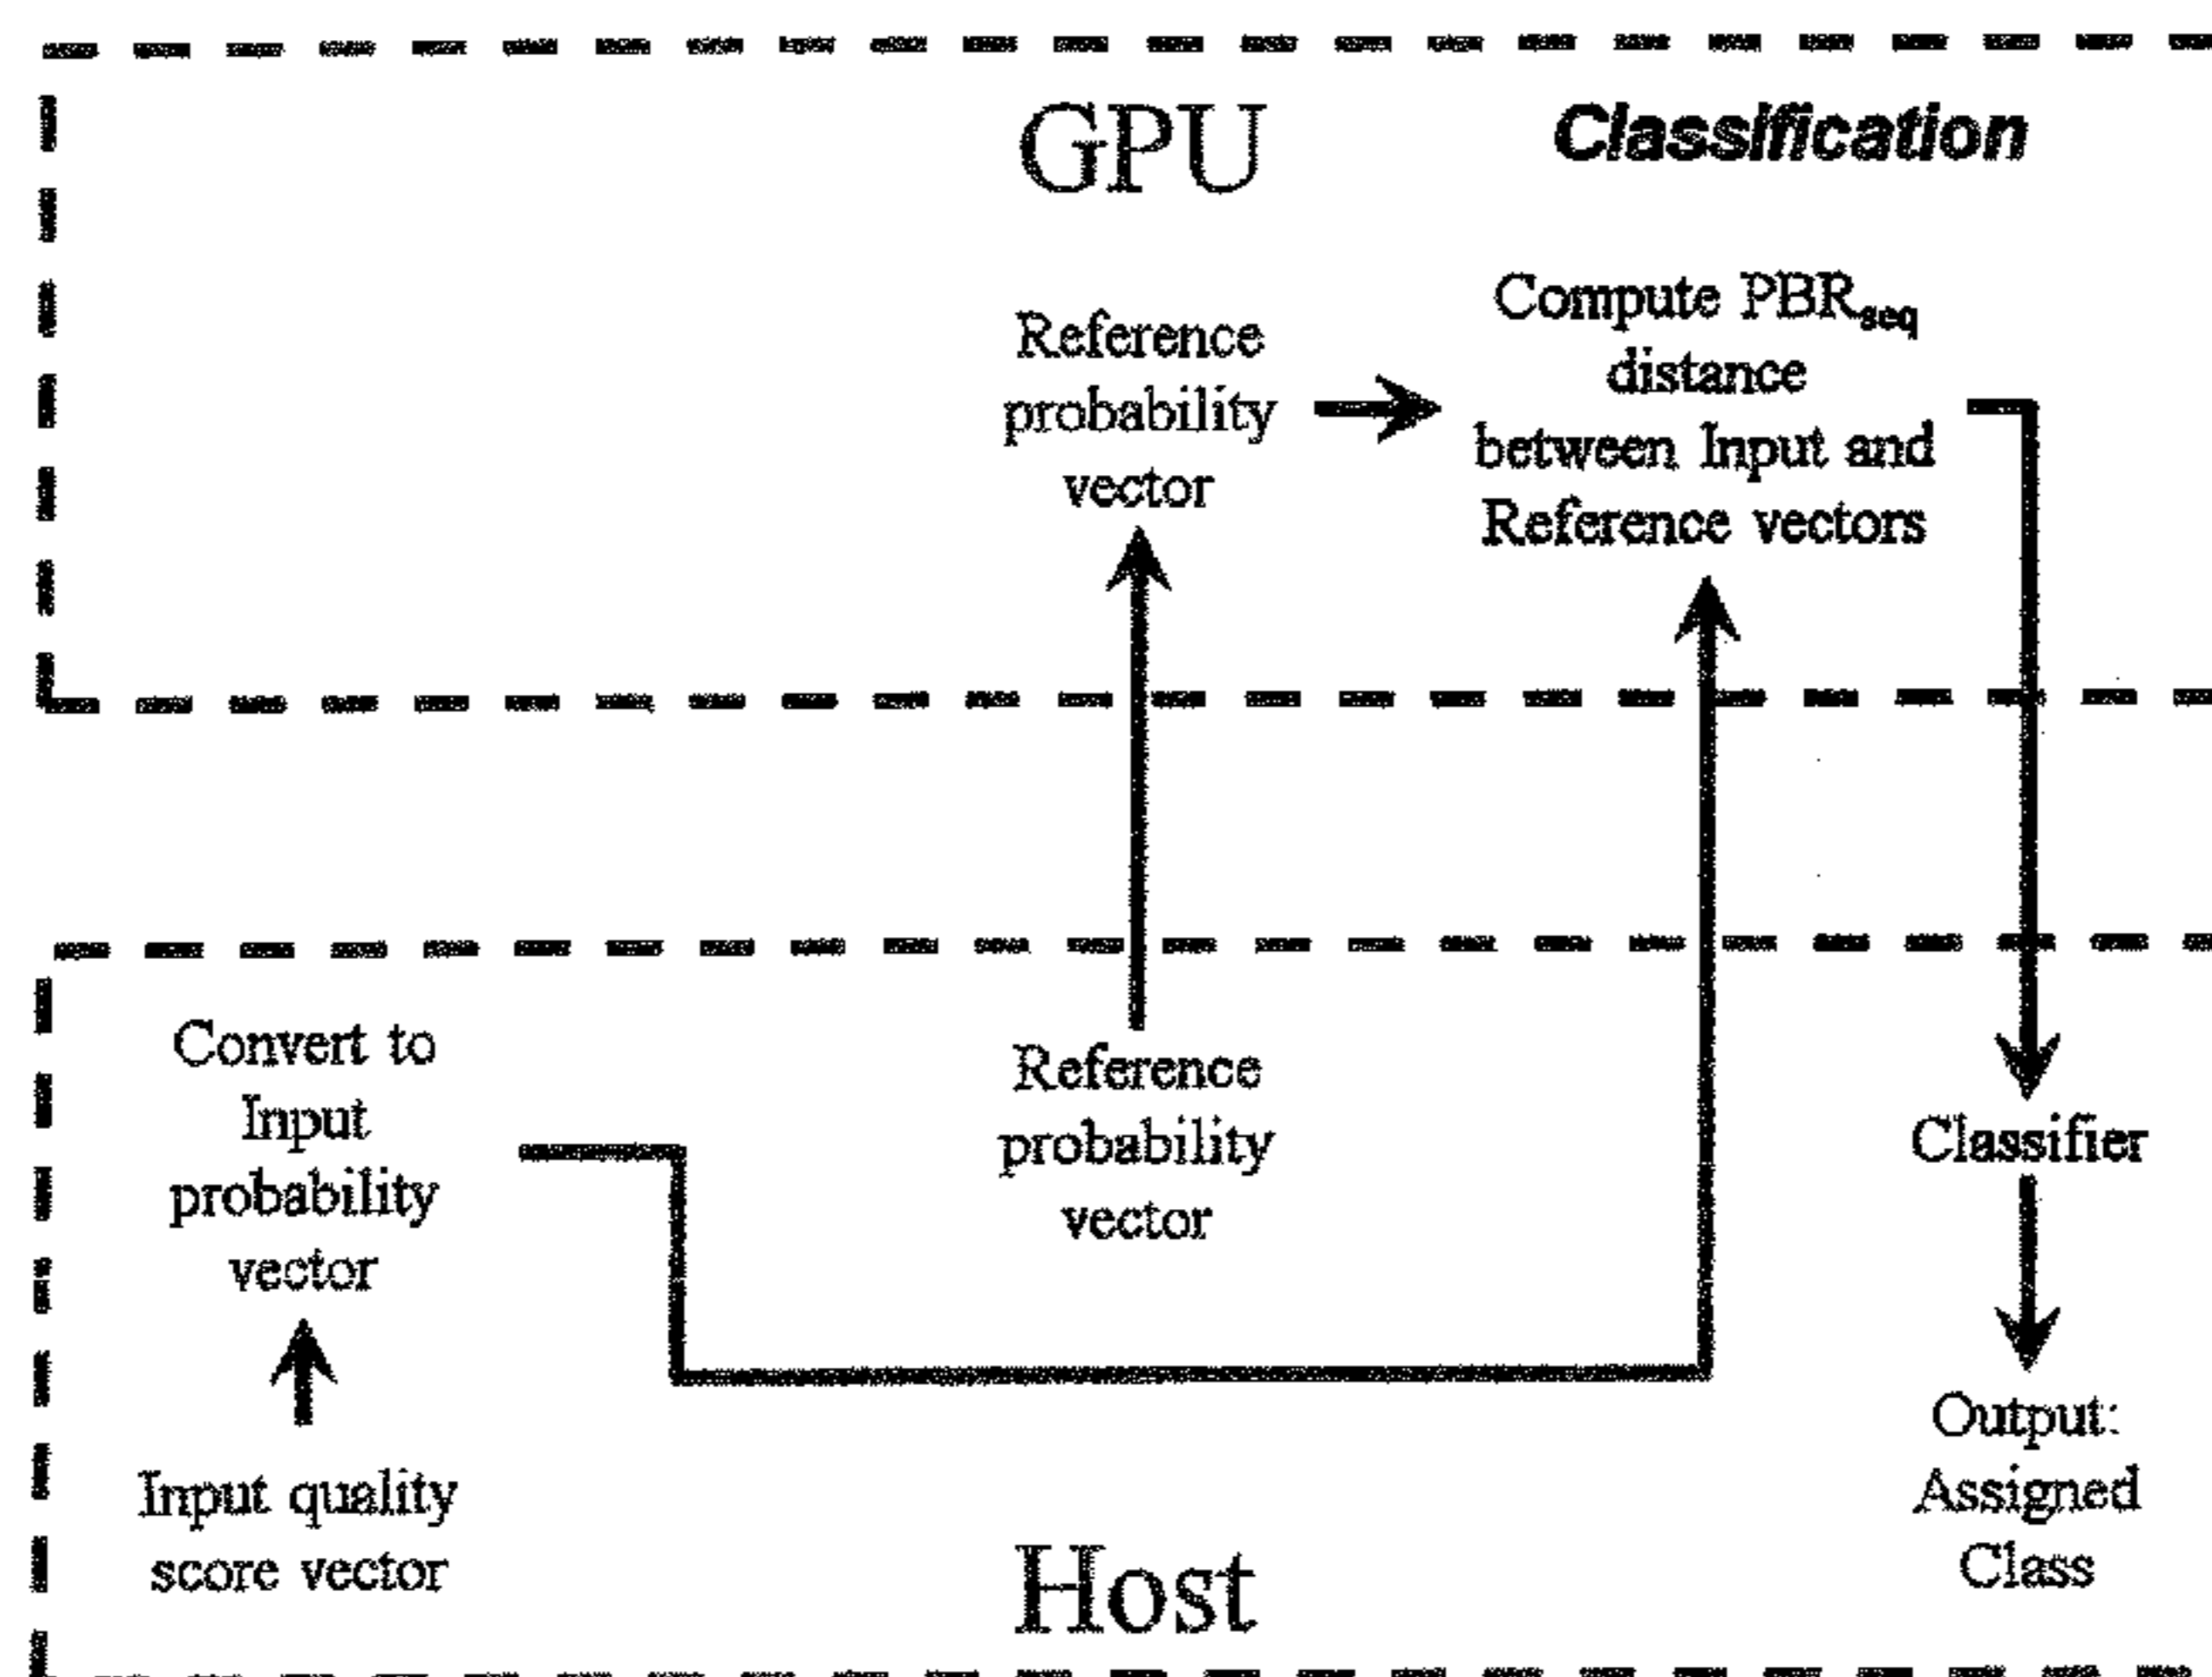 GPU
Classification
Reference
probability
vector
Compute PBRseq
distance
between Input and
Reference vectors
Convert to
Input
probability
vector
Input quality
score vector
Reference
probability
vector
Classifier
Output:
Assigned
Class
Host